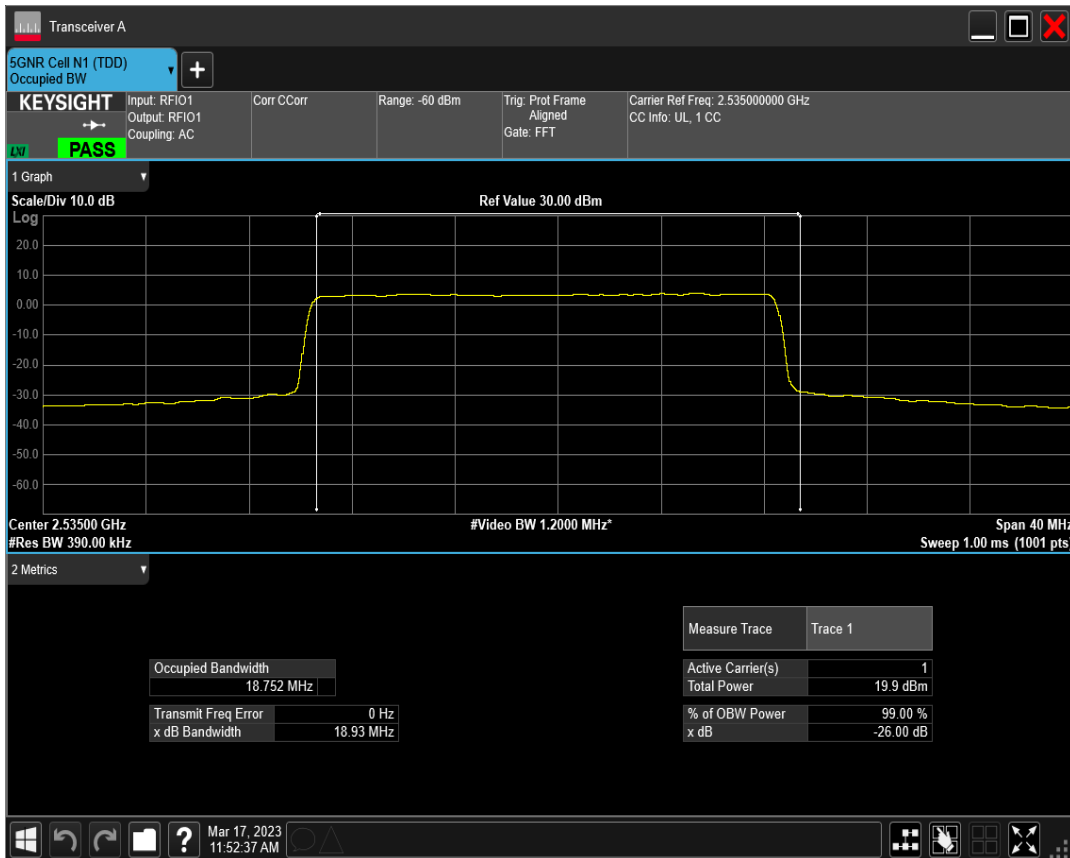 Transceiver A
5GNR Cell N1 (TDD)
Occupied BW
+
KEYSIGHT
LXI
PASS
Input: RFIO1
Output: RFIO1
Coupling: AC
Corr CCorr
Range: -60 dBm
Trig: Prot Frame
Aligned
Gate: FFT
Carrier Ref Freq: 2.535000000 GHz
CC Info: UL, 1 CC
1 Graph
Scale/Div 10.0 dB
Ref Value 30.00 dBm
Log
20.0
10.0
0.00
-10.0
-20.0
-30.0
-40.0
-50.0
-60.0
Center 2.53500 GHz
#Video BW 1.2000 MHz*
Span 40 MHz
#Res BW 390.00 kHz
Sweep 1.00 ms (1001 pts)
2 Metrics
Measure Trace Trace 1
Occupied Bandwidth
18.752 MHz
Active Carrier(s) 1
Total Power 19.9 dBm
Transmit Freq Error 0 Hz
x dB Bandwidth 18.93 MHz
% of OBW Power 99.00 %
x dB -26.00 dB
?
Mar 17, 2023
11:52:37 AM